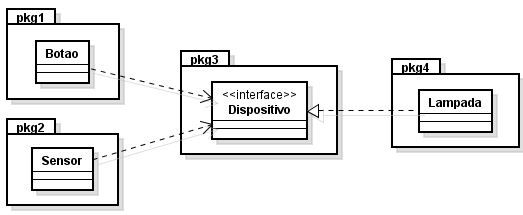 pkg1
Botao
pkg2
Sensor
pkg3
<<interface>>
Dispositivo
pkg4
Lampada